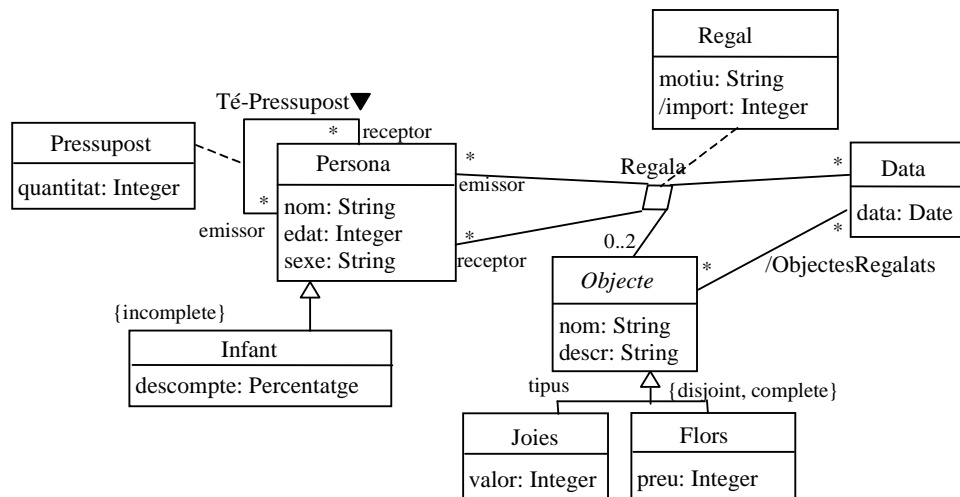 Regal
motiu: String
/import: Integer
Té-Pressupost
*
receptor
Pressupost
quantitat: Integer
Persona
nom: String
edat: Integer
sexe: String
*
emissor
*
emissor
*
receptor
Regala
*
Data
data: Date
*
/ObjectesRegalats
*
0..2
Objecte
nom: String
descr: String
{incomplete}
Infant
descompte: Percentatge
tipus
{disjoint, complete}
Joies
valor: Integer
Flors
preu: Integer